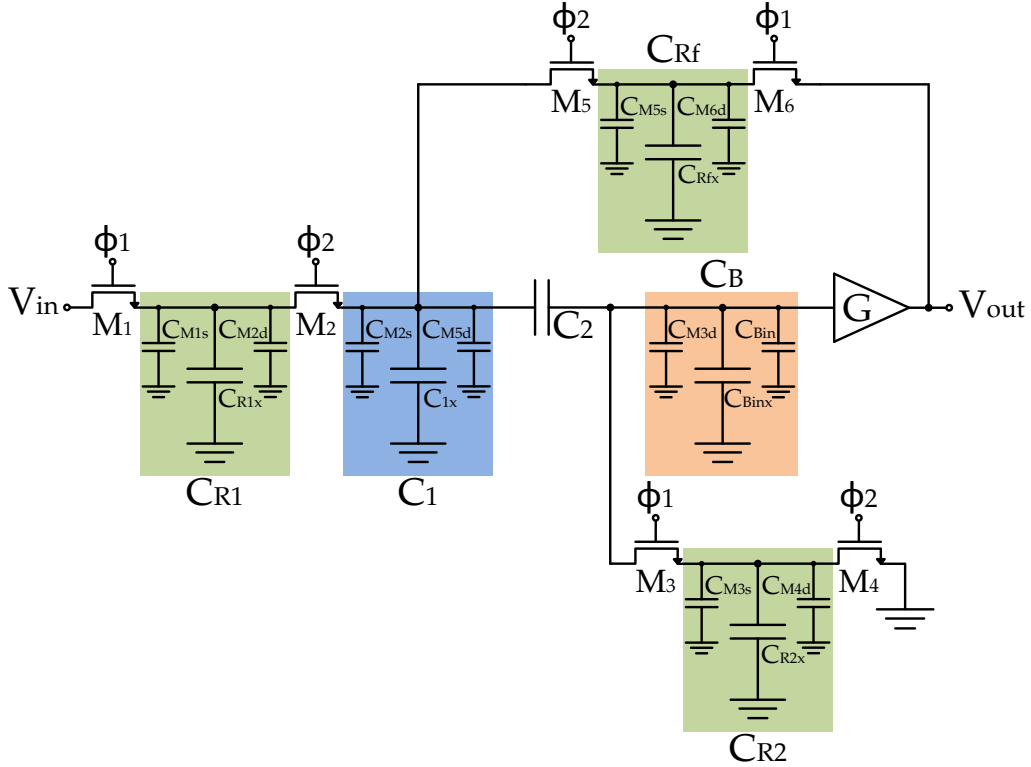 ϕ2 ϕ1
CRf
M5 CM5s CM6d M6
CRfx
ϕ1 ϕ2
CB
Vin M1 CM1s CM2d M2 CM2s CM5d C2 CM3d CBin G Vout
CR1x C1x CBinx
CR1 C1
ϕ1 ϕ2
M3 CM3s CM4d M4
CR2x
CR2